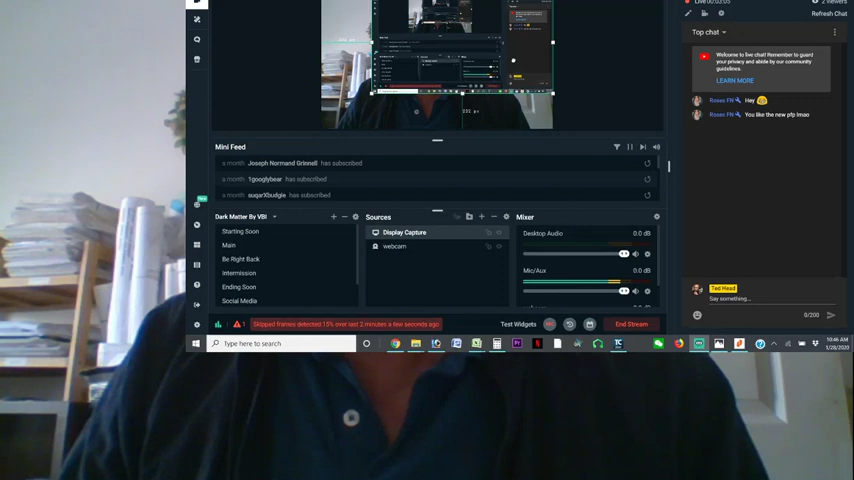 Live 00:03:05
2 viewers
Refresh Chat
Top chat
Welcome to live chat! Remember to guard
your privacy and abide by our community
guidelines.
LEARN MORE
Roses FN Hey
Roses FN You like the new pfp lmao
Mini Feed
a month Joseph Normand Grinnell has subscribed
a month 1googlybear has subscribed
a month sugarXbudgie has subscribed
Dark Matter By VBI
Starting Soon
Main
Be Right Back
Intermission
Ending Soon
Social Media
Sources
Display Capture
webcam
Mixer
Desktop Audio 0.0 dB
Mic/Aux 0.0 dB
Ted Head
Say something...
0/200
New
1
Skipped frames detected 15% over last 2 minutes a few seconds ago
Test Widgets
REC
End Stream
Type here to search
10:46 AM
1/28/2020